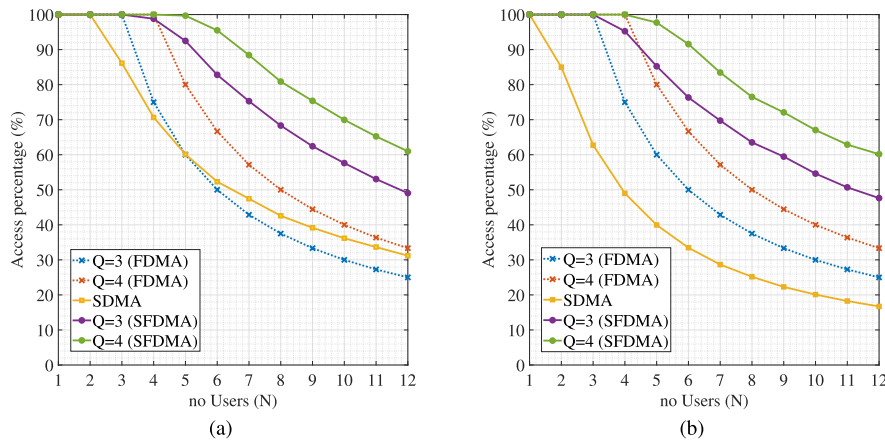 100
90
80
70
60
50
40
30
20
10
0
Access percentage (%)
Q=3 (FDMA)
Q=4 (FDMA)
SDMA
Q=3 (SFDMA)
Q=4 (SFDMA)
1 2 3 4 5 6 7 8 9 10 11 12
no Users (N)
(a)
100
90
80
70
60
50
40
30
20
10
0
Access percentage (%)
Q=3 (FDMA)
Q=4 (FDMA)
SDMA
Q=3 (SFDMA)
Q=4 (SFDMA)
1 2 3 4 5 6 7 8 9 10 11 12
no Users (N)
(b)